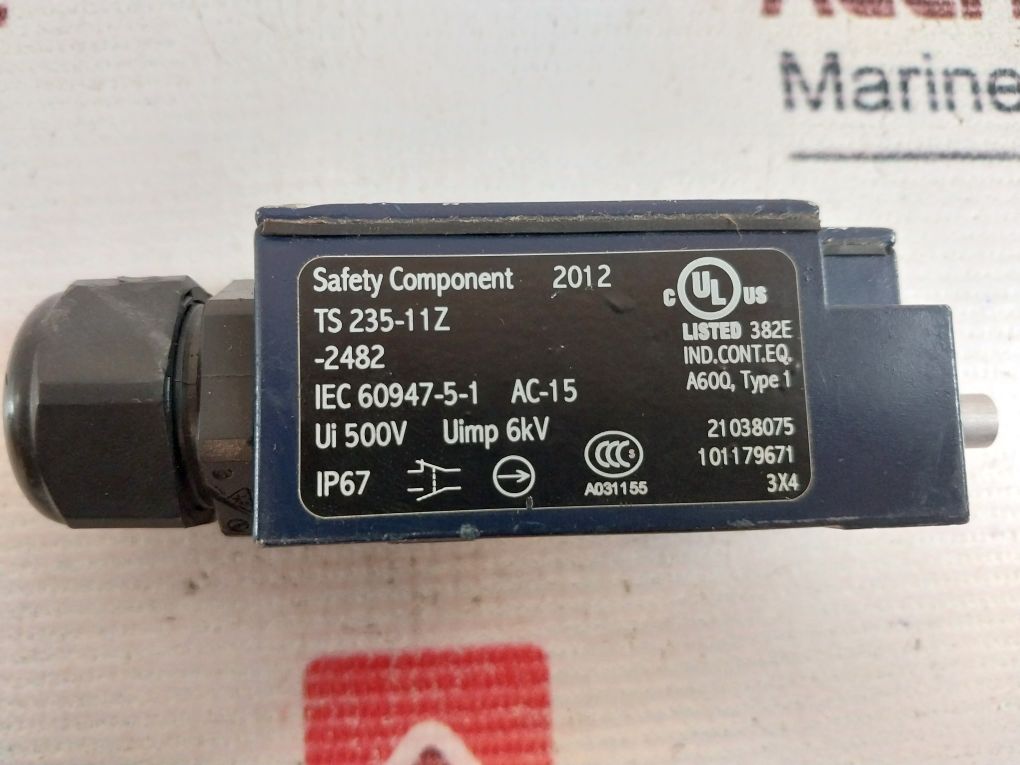 Marine
Safety Component 2012
TS 235-11Z
-2482
IEC 60947-5-1 AC-15
Ui 500V Uimp 6kV
IP67
CCC S
A031155
C UL US
LISTED 382E
IND.CONT.EQ.
A600, Type 1
21038075
101179671
3X4